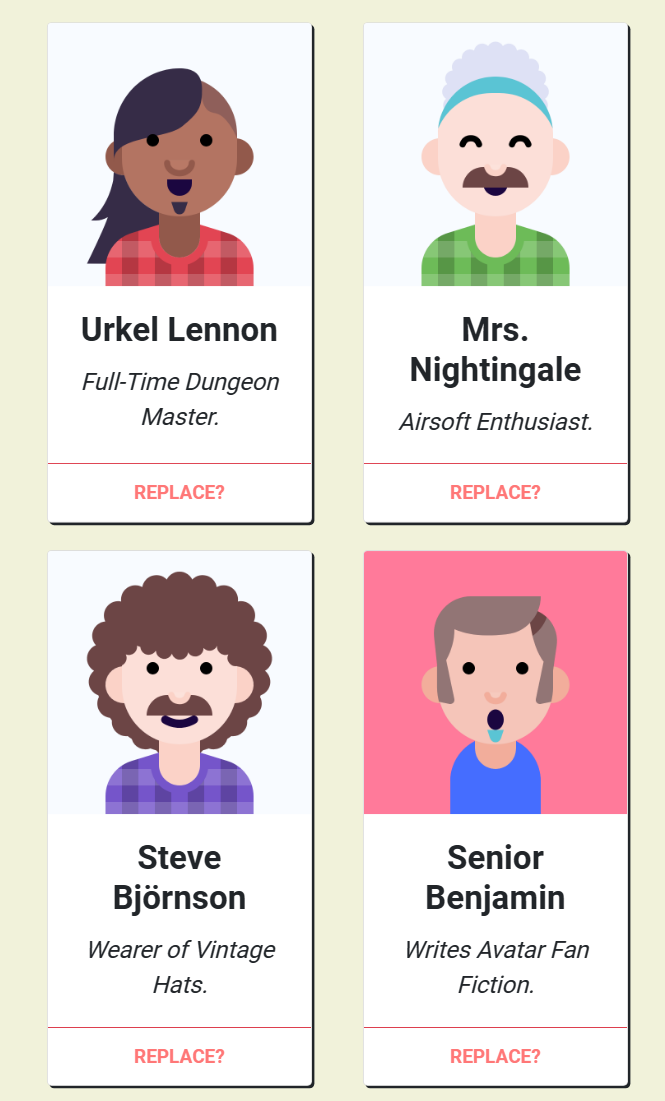 Urkel Lennon
Full-Time Dungeon
Master.
REPLACE?
Mrs.
Nightingale
Airsoft Enthusiast.
REPLACE?
Steve
Björnson
Wearer of Vintage
Hats.
REPLACE?
Senior
Benjamin
Writes Avatar Fan
Fiction.
REPLACE?